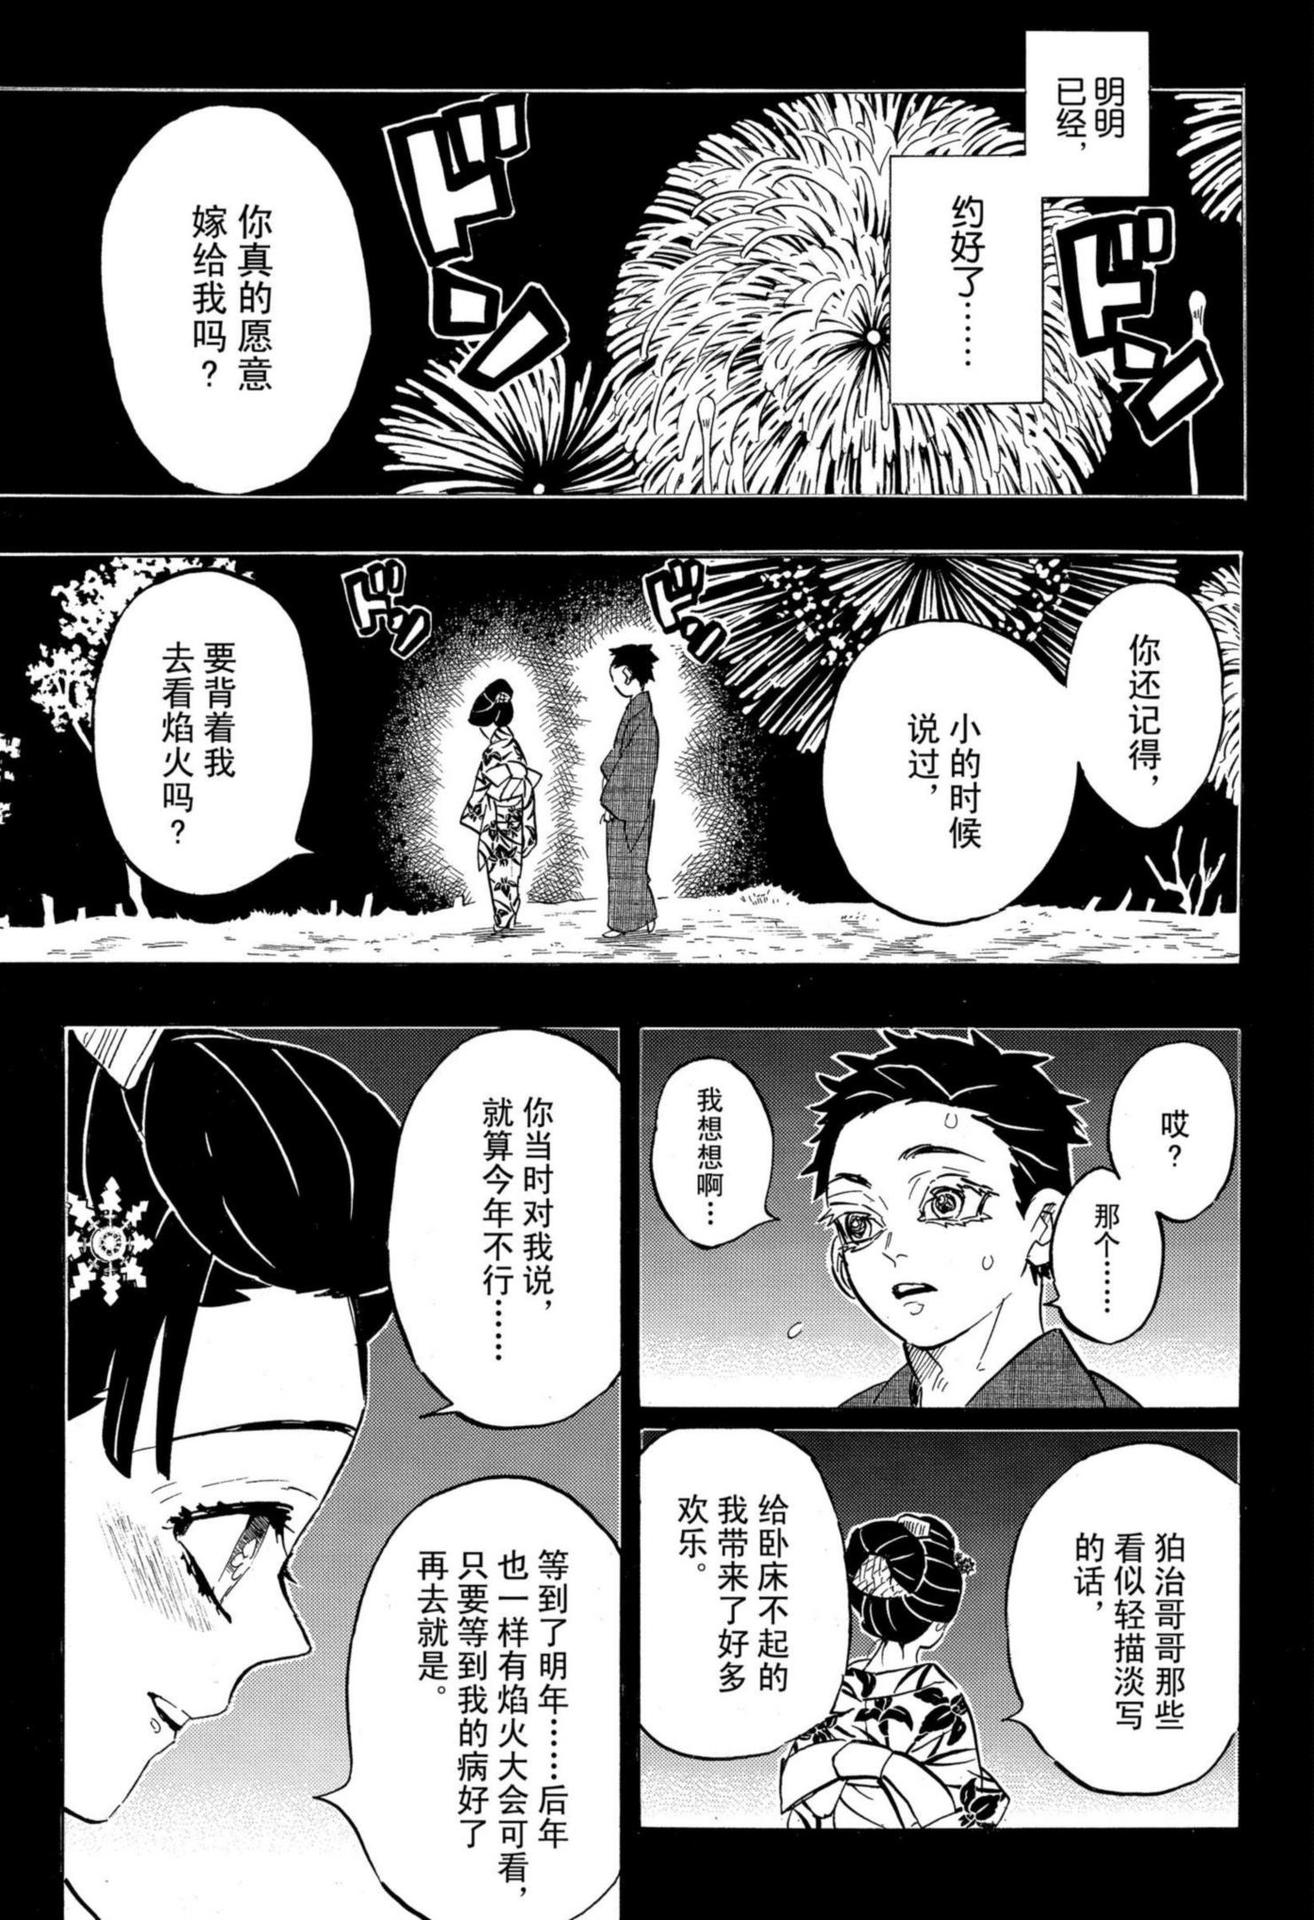 明明
已经，
约好了……
ドン
ドン
你真的愿意
嫁给我吗？
你还记得，
小的时候
说过，
ドドン
ドドン
要背着我
去看焰火吗？
哎？
那个……
我想想啊…
狛治哥哥那些
看似轻描淡写
的话，
给卧床不起的
我带来了好多
欢乐。
你当时对我说，
就算今年不行……
等到了明年……后年
也一样有焰火大会可看，
只要等到我的病好了
再去就是。